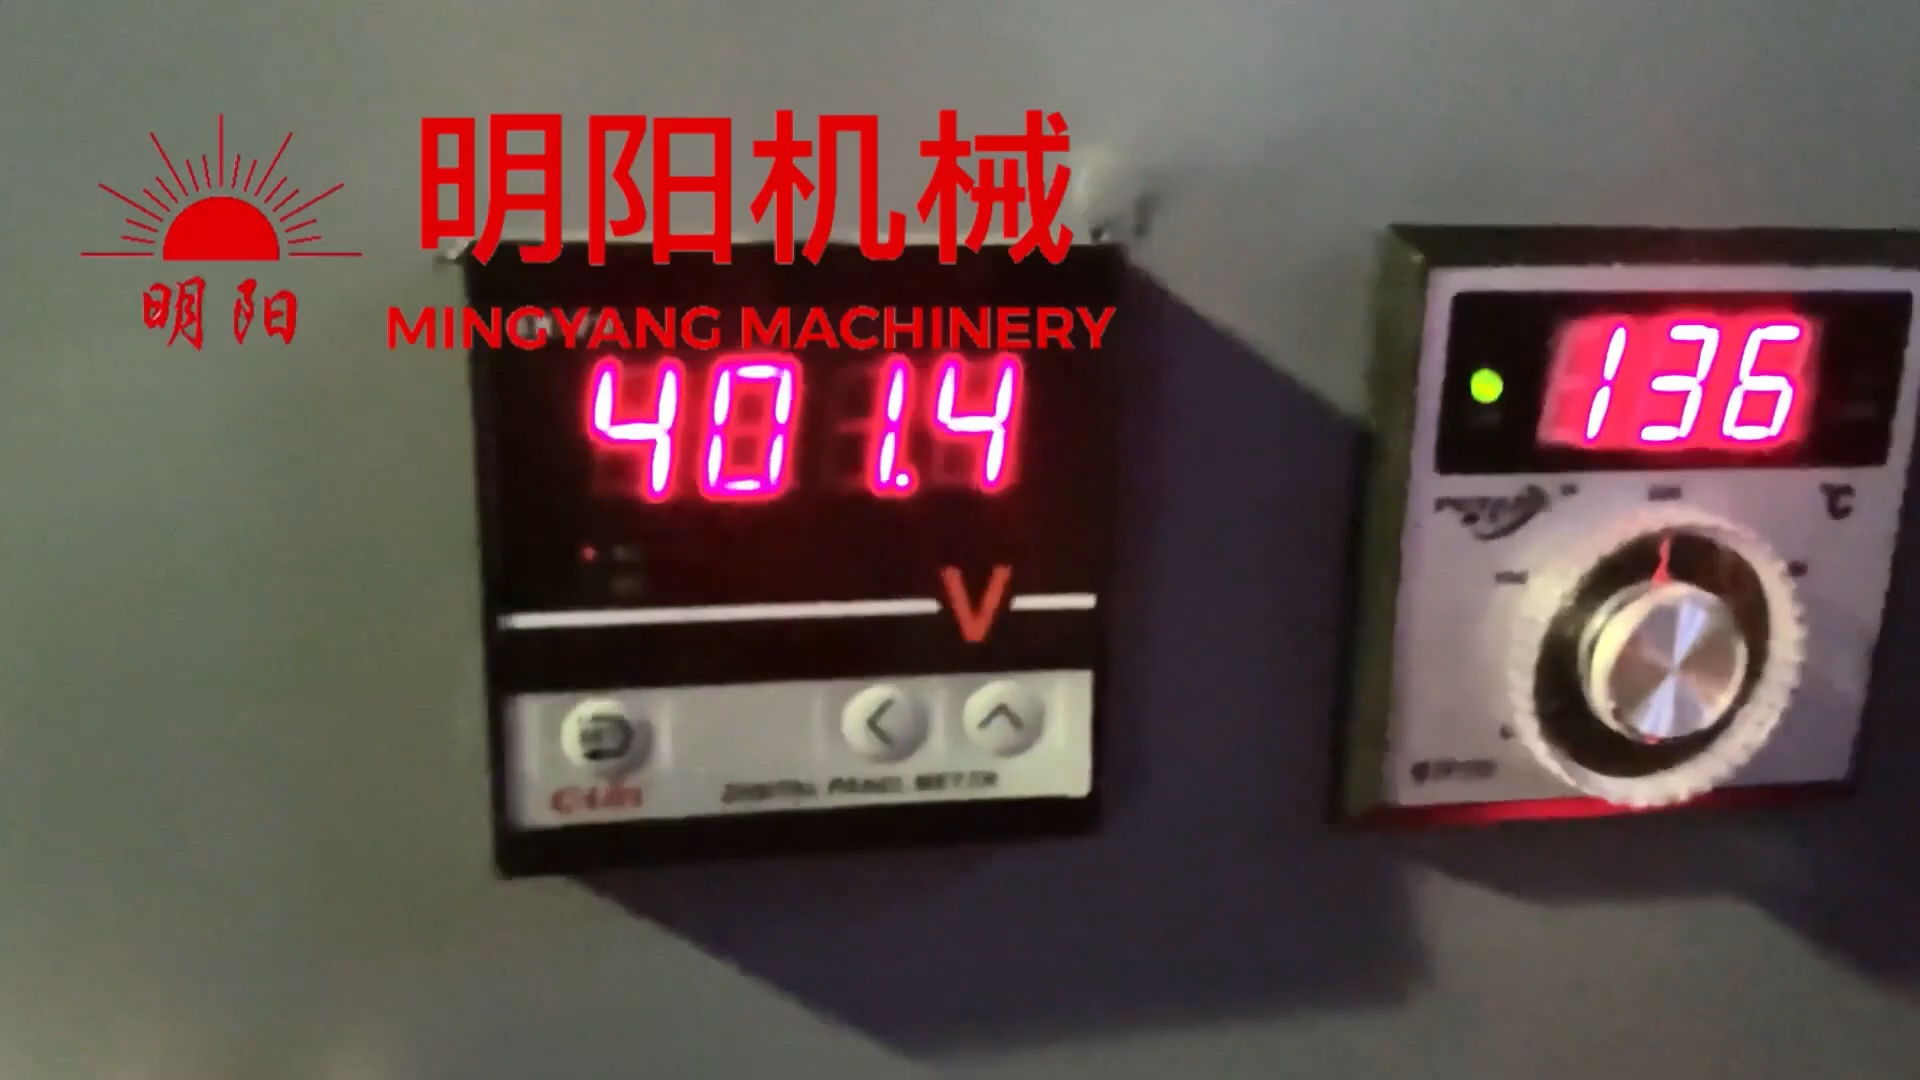 明阳机械
明阳
MINGYANG MACHINERY
401.4
136
℃
V
DIGITAL PANEL METER